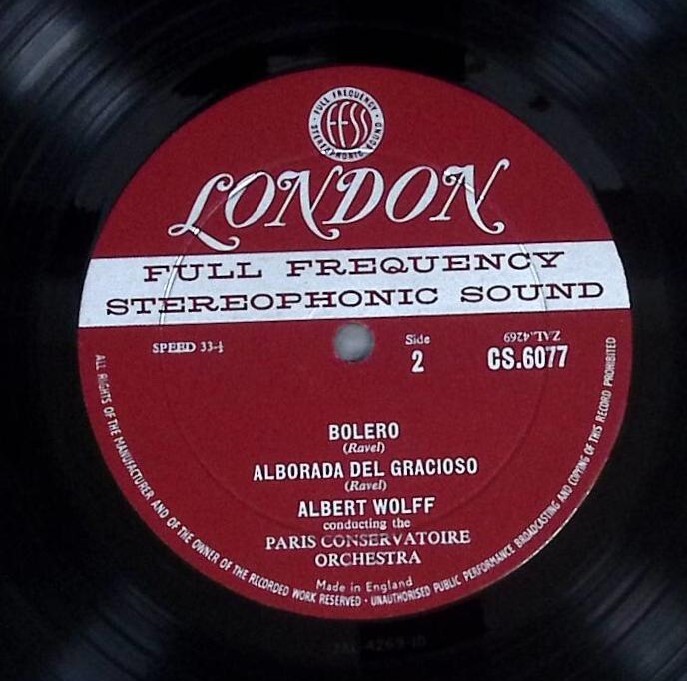 FULL FREQUENCY
FFSS
STEREOPHONIC SOUND
LONDON
FULL FREQUENCY
STEREOPHONIC SOUND
SPEED 33-⅓
Side
2
ZAL.4269
CS.6077
BOLERO
(Ravel)
ALBORADA DEL GRACIOSO
(Ravel)
ALBERT WOLFF
conducting the
PARIS CONSERVATOIRE
ORCHESTRA
Made in England
ALL RIGHTS OF THE MANUFACTURER AND OF THE OWNER OF THE RECORDED WORK RESERVED · UNAUTHORISED PUBLIC PERFORMANCE BROADCASTING AND COPYING OF THIS RECORD PROHIBITED